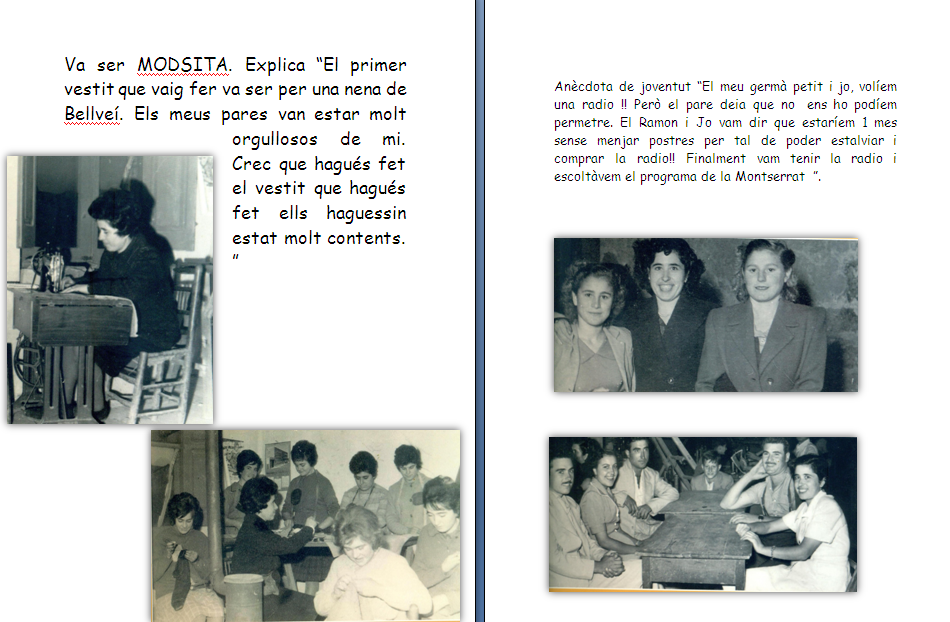 Va ser MODSITA. Explica “El primer
vestit que vaig fer va ser per una nena de
Bellveí. Els meus pares van estar molt
orgullosos de mi.
Crec que hagués fet
el vestit que hagués
fet ells haguessin
estat molt contents.
”
Anècdota de joventut “El meu germà petit i jo, volíem
una radio !! Però el pare deia que no ens ho podíem
permetre. El Ramon i Jo vam dir que estaríem 1 mes
sense menjar postres per tal de poder estalviar i
comprar la radio!! Finalment vam tenir la radio i
escoltàvem el programa de la Montserrat ”.